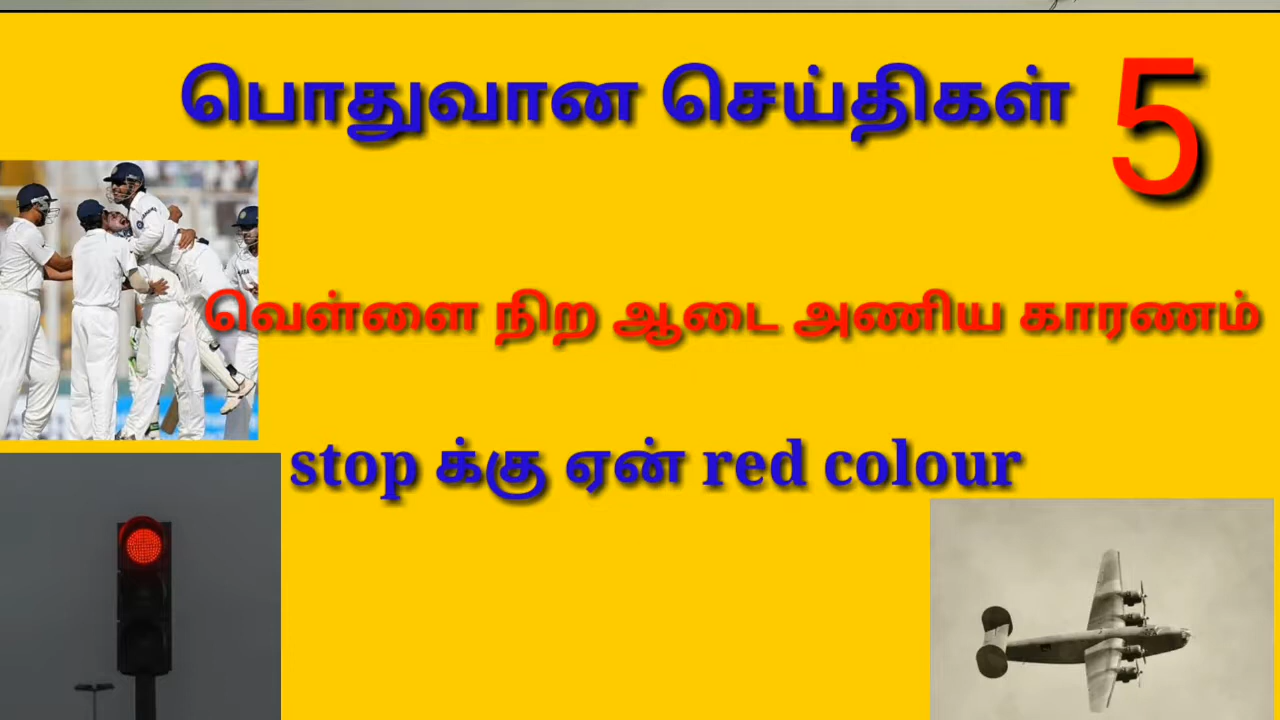 பொதுவான செய்திகள் 5
வெள்ளை நிற ஆடை அணிய காரணம்
stop க்கு ஏன் red colour